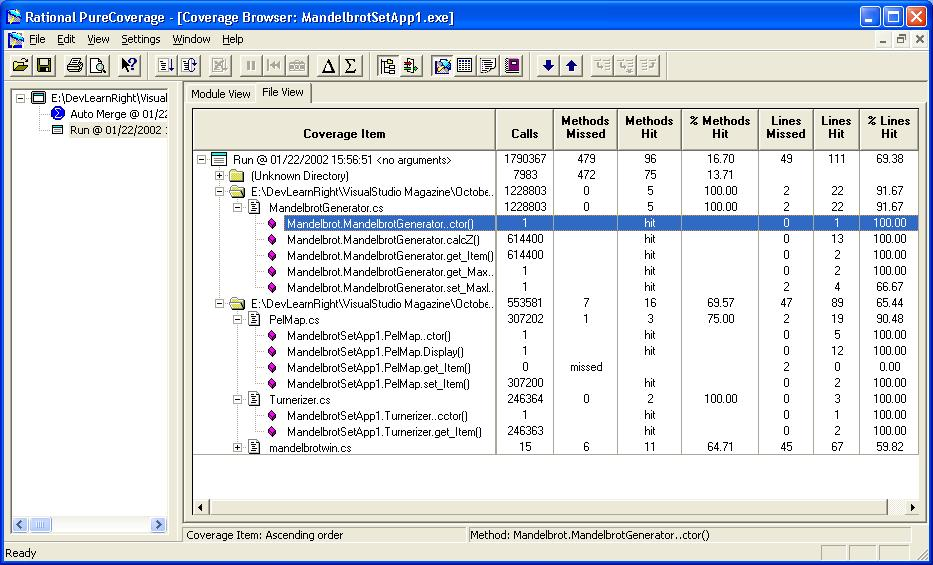 Rational PureCoverage - [Coverage Browser: MandelbrotSetApp1.exe]
File Edit View Settings Window Help
E:\DevLearnRight\Visual
Auto Merge @ 01/22
Run @ 01/22/2002 1
Module View File View
Coverage Item Calls Methods Missed Methods Hit % Methods Hit Lines Missed Lines Hit % Lines Hit
Run @ 01/22/2002 15:56:51 <no arguments> 1790367 479 96 16.70 49 111 69.38
(Unknown Directory) 7983 472 75 13.71
E:\DevLearnRight\VisualStudio Magazine\Octobe.. 1228803 0 5 100.00 2 22 91.67
MandelbrotGenerator.cs 1228803 0 5 100.00 2 22 91.67
Mandelbrot.MandelbrotGenerator..ctor() 1 hit 0 1 100.00
Mandelbrot.MandelbrotGenerator.calcZ() 614400 hit 0 13 100.00
Mandelbrot.MandelbrotGenerator.get_Item() 614400 hit 0 2 100.00
Mandelbrot.MandelbrotGenerator.get_Max.. 1 hit 0 2 100.00
Mandelbrot.MandelbrotGenerator.set_MaxI.. 1 hit 2 4 66.67
E:\DevLearnRight\VisualStudio Magazine\Octobe.. 553581 7 16 69.57 47 89 65.44
PelMap.cs 307202 1 3 75.00 2 19 90.48
MandelbrotSetApp1.PelMap..ctor() 1 hit 0 5 100.00
MandelbrotSetApp1.PelMap.Display() 1 hit 0 12 100.00
MandelbrotSetApp1.PelMap.get_Item() 0 missed 2 0 0.00
MandelbrotSetApp1.PelMap.set_Item() 307200 hit 0 2 100.00
Turnerizer.cs 246364 0 2 100.00 0 3 100.00
MandelbrotSetApp1.Turnerizer..cctor() 1 hit 0 1 100.00
MandelbrotSetApp1.Turnerizer.get_Item() 246363 hit 0 2 100.00
mandelbrotwin.cs 15 6 11 64.71 45 67 59.82
Coverage Item: Ascending order Method: Mandelbrot.MandelbrotGenerator..ctor()
Ready